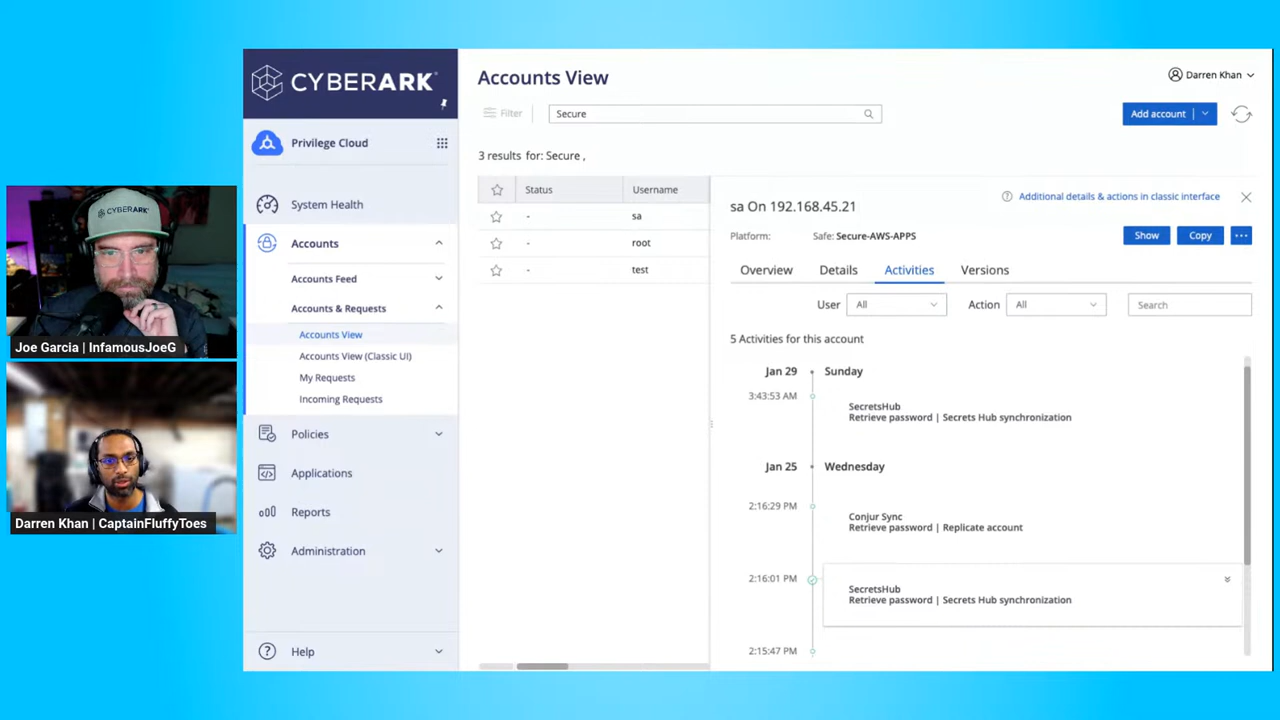 CYBERARK
Privilege Cloud
System Health
Accounts
Accounts Feed
Accounts & Requests
Accounts View
Accounts View (Classic UI)
My Requests
Incoming Requests
Policies
Applications
Reports
Administration
Help
Accounts View
Darren Khan
Filter
Secure
Add account
3 results for: Secure ,
Status
Username
-
sa
-
root
-
test
Additional details & actions in classic interface
sa On 192.168.45.21
Platform:
Safe: Secure-AWS-APPS
Show
Copy
Overview
Details
Activities
Versions
User
All
Action
All
Search
5 Activities for this account
Jan 29
Sunday
3:43:53 AM
SecretsHub
Retrieve password | Secrets Hub synchronization
Jan 25
Wednesday
2:16:29 PM
Conjur Sync
Retrieve password | Replicate account
2:16:01 PM
SecretsHub
Retrieve password | Secrets Hub synchronization
2:15:47 PM
CYBERARK
Joe Garcia | InfamousJoeG
Darren Khan | CaptainFluffyToes